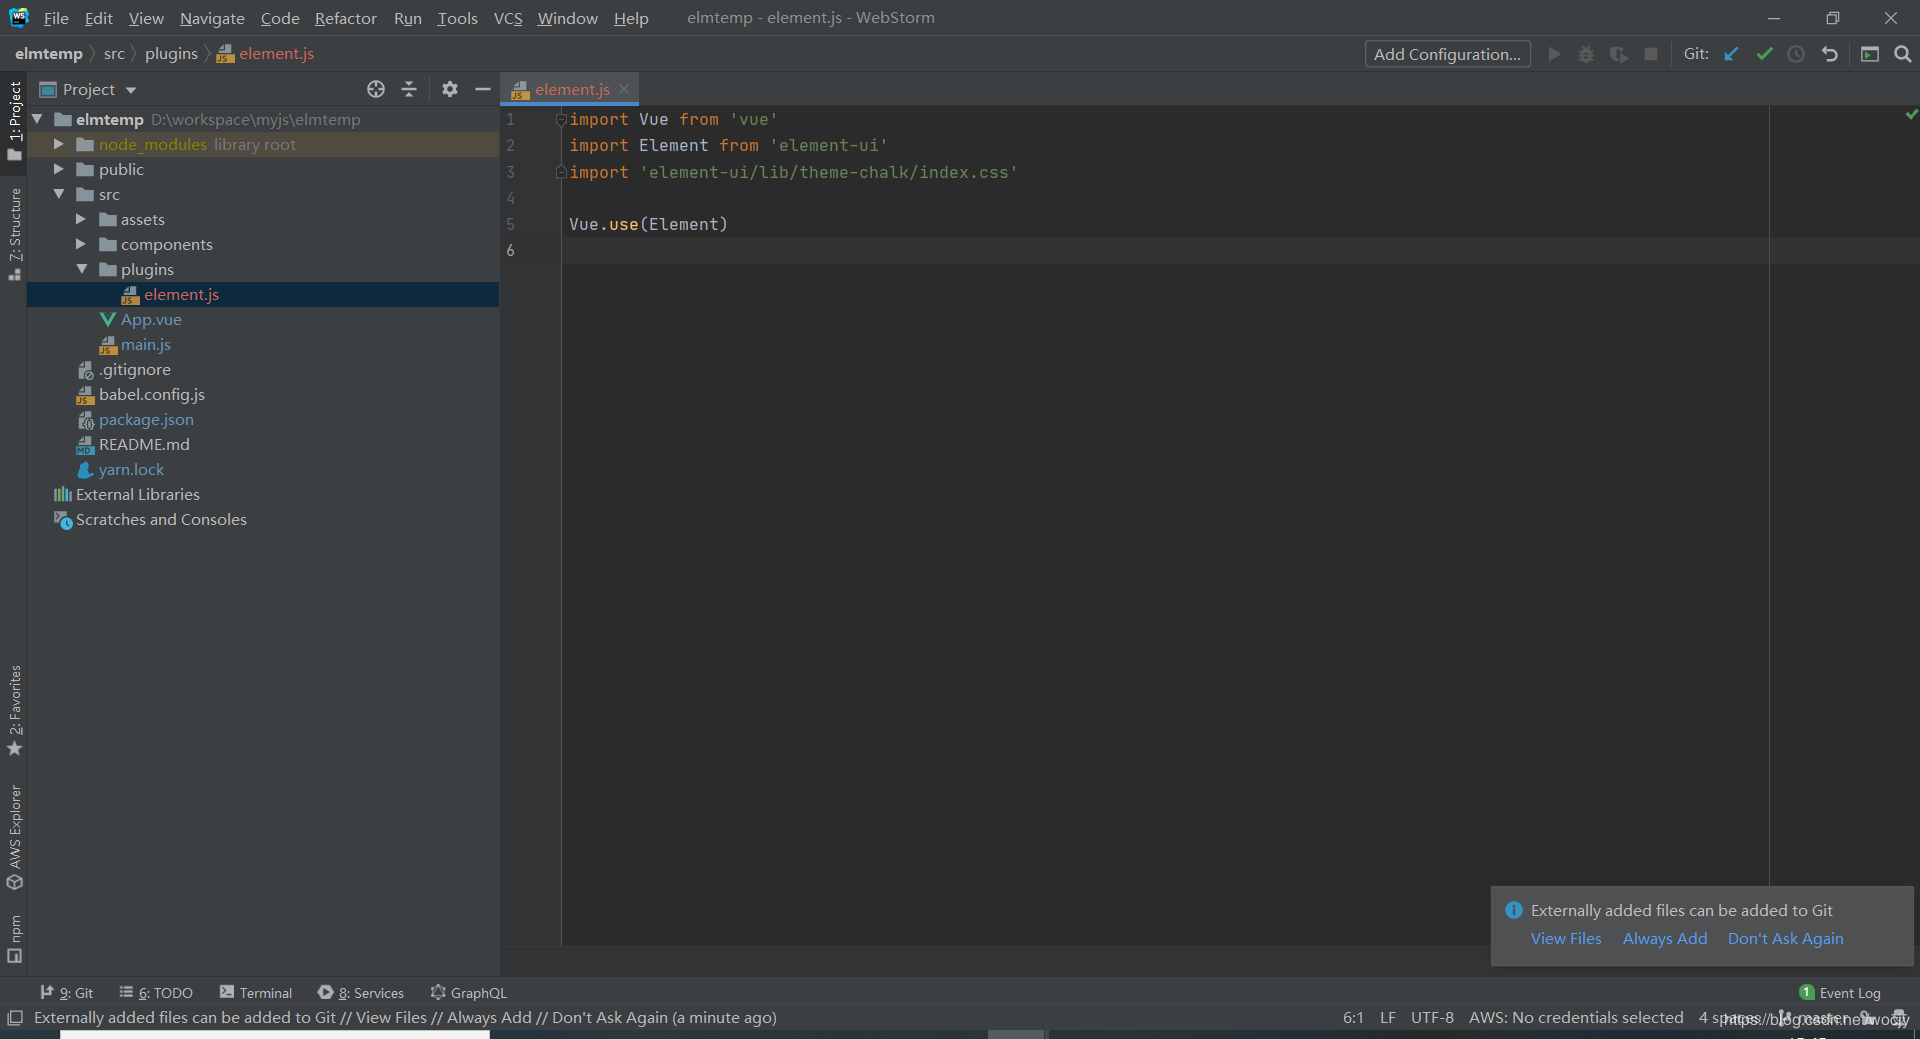 File Edit View Navigate Code Refactor Run Tools VCS Window Help elmtemp - element.js - WebStorm
elmtemp src plugins element.js Add Configuration... Git:
1: Project
7: Structure
2: Favorites
AWS Explorer
npm
Project
elmtemp D:\workspace\myjs\elmtemp
node_modules library root
public
src
assets
components
plugins
element.js
App.vue
main.js
.gitignore
babel.config.js
package.json
README.md
yarn.lock
External Libraries
Scratches and Consoles
element.js
1 import Vue from 'vue'
2 import Element from 'element-ui'
3 import 'element-ui/lib/theme-chalk/index.css'
4
5 Vue.use(Element)
6
Externally added files can be added to Git
View Files Always Add Don't Ask Again
9: Git 6: TODO Terminal 8: Services GraphQL 1 Event Log
Externally added files can be added to Git // View Files // Always Add // Don't Ask Again (a minute ago) 6:1 LF UTF-8 AWS: No credentials selected 4 spaces master
https://blog.csdn.net/wocjy